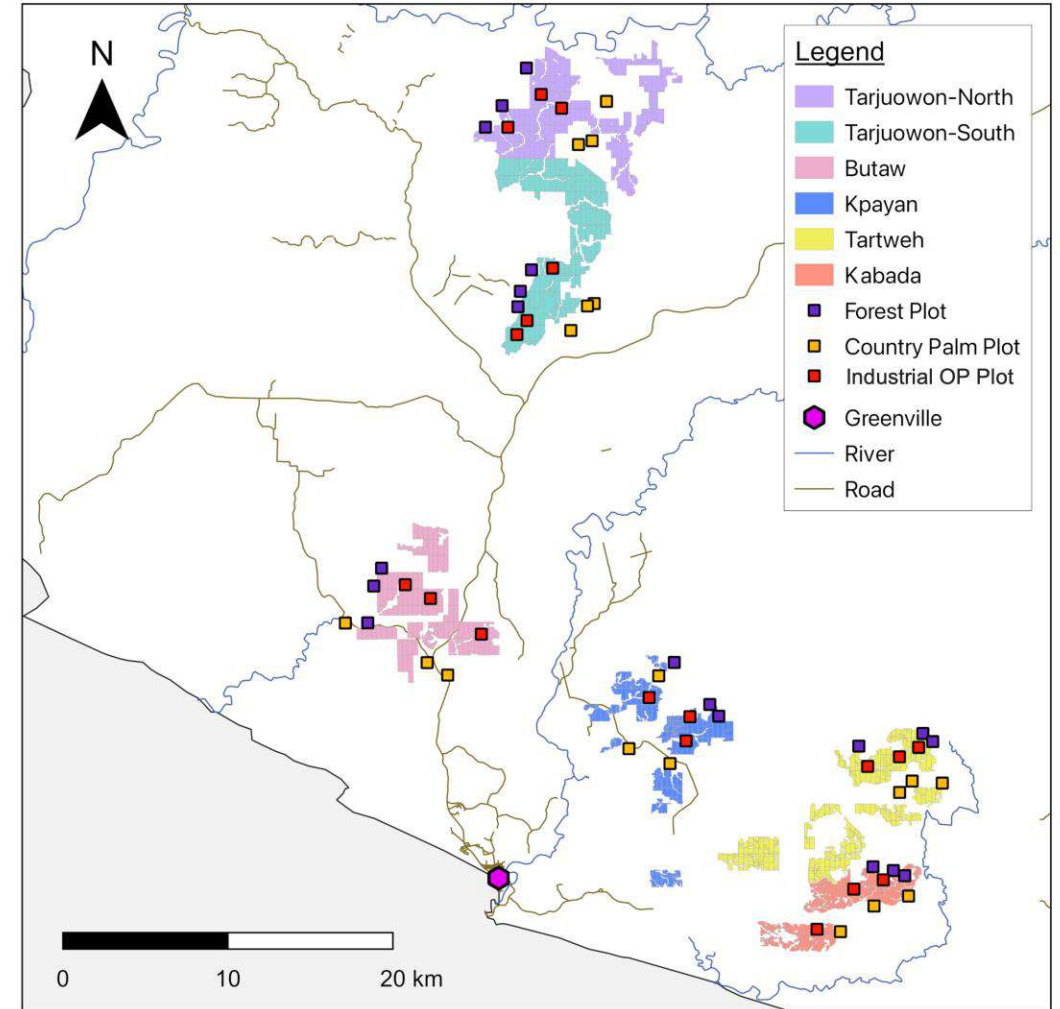 N
Legend
Tarjuowon-North
Tarjuowon-South
Butaw
Kpayan
Tartweh
Kabada
Forest Plot
Country Palm Plot
Industrial OP Plot
Greenville
River
Road
0 10 20 km